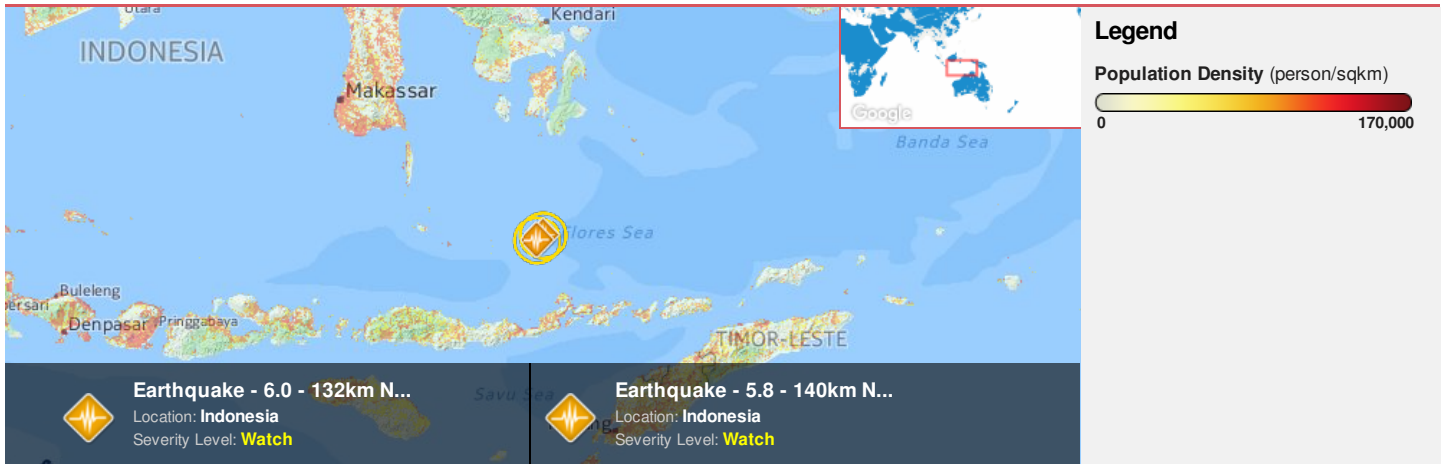 Utara
Kendari
INDONESIA
Makassar
Google
Banda Sea
Flores Sea
Buleleng
ersari
Denpasar
Pringgabaya
TIMOR-LESTE
Savu Sea
Earthquake - 6.0 - 132km N...
Location: Indonesia
Severity Level: Watch
Earthquake - 5.8 - 140km N...
Location: Indonesia
Severity Level: Watch
Legend
Population Density (person/sqkm)
0 170,000